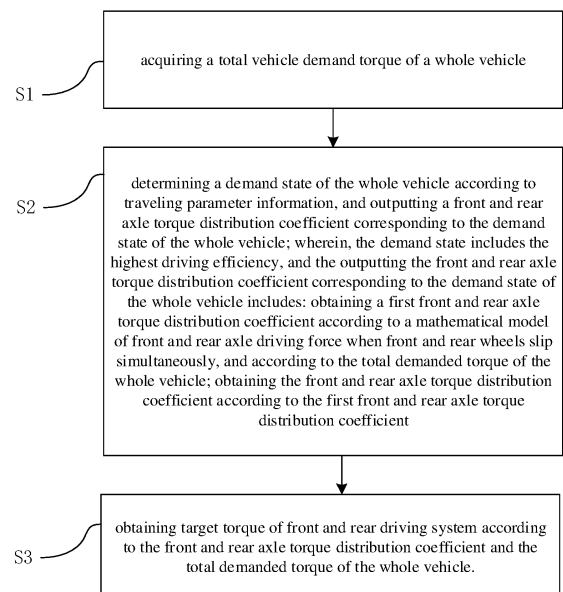 acquiring a total vehicle demand torque of a whole vehicle
S1
determining a demand state of the whole vehicle according to
traveling parameter information, and outputting a front and rear
axle torque distribution coefficient corresponding to the demand
state of the whole vehicle; wherein, the demand state includes the
highest driving efficiency, and the outputting the front and rear axle
torque distribution coefficient corresponding to the demand state of
the whole vehicle includes: obtaining a first front and rear axle
torque distribution coefficient according to a mathematical model
of front and rear axle driving force when front and rear wheels slip
simultaneously, and according to the total demanded torque of the
whole vehicle; obtaining the front and rear axle torque distribution
coefficient according to the first front and rear axle torque
distribution coefficient
S2
obtaining target torque of front and rear driving system according
to the front and rear axle torque distribution coefficient and the
total demanded torque of the whole vehicle.
S3